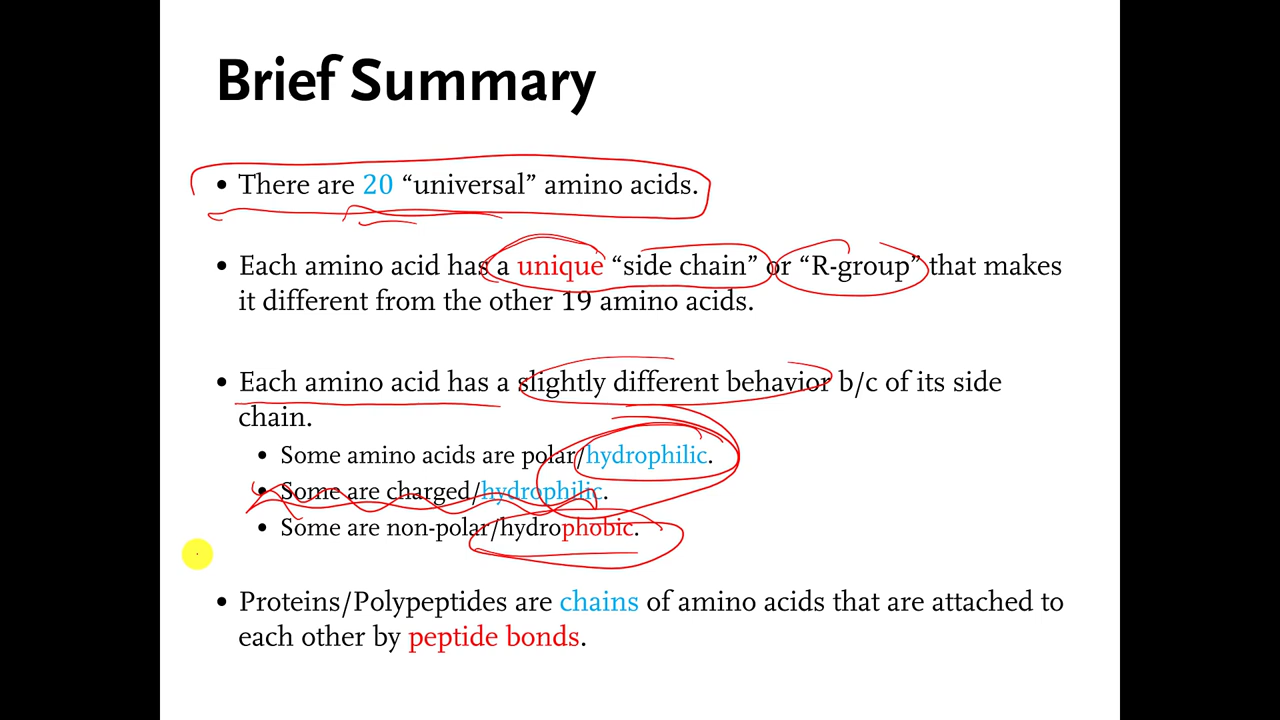 Brief Summary
• There are 20 “universal” amino acids.
• Each amino acid has a unique “side chain” or “R-group” that makes
it different from the other 19 amino acids.
• Each amino acid has a slightly different behavior b/c of its side
chain.
• Some amino acids are polar/hydrophilic.
• Some are charged/hydrophilic.
• Some are non-polar/hydrophobic.
• Proteins/Polypeptides are chains of amino acids that are attached to
each other by peptide bonds.